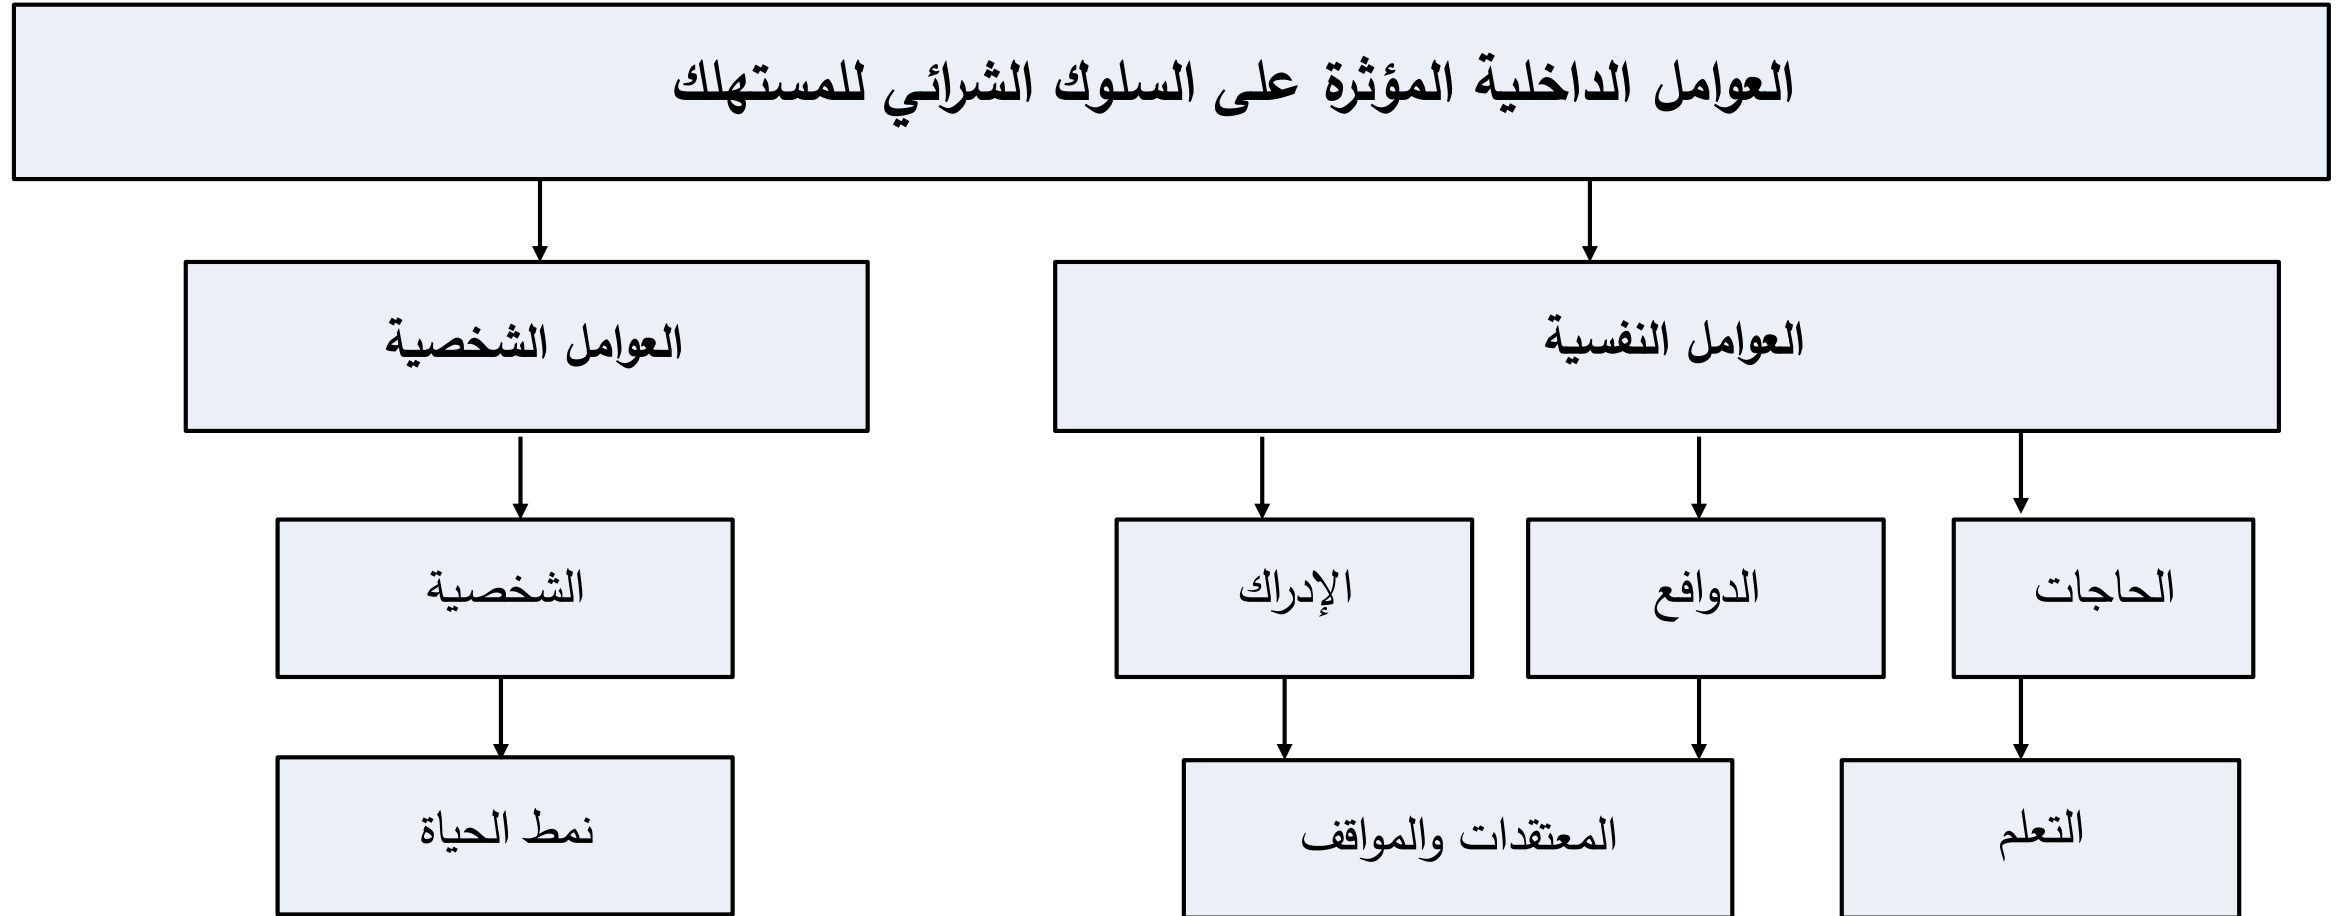 العوامل الداخلية المؤثرة على السلوك الشرائي للمستهلك
العوامل النفسية
العوامل الشخصية
الحاجات
الدوافع
الإدراك
الشخصية
التعلم
المعتقدات والمواقف
نمط الحياة